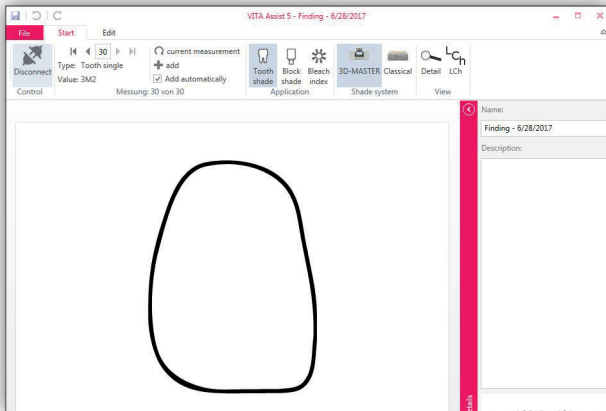 VITA Assist 5 - Finding - 6/28/2017
File Start Edit
Disconnect
Control
30
Type: Tooth single
Value: 3M2
current measurement
add
Add automatically
Messung: 30 von 30
Tooth shade
Block shade
Bleach index
Application
3D-MASTER
Classical
Shade system
Detail
LCh
LCh
View
Name:
Finding - 6/28/2017
Description: